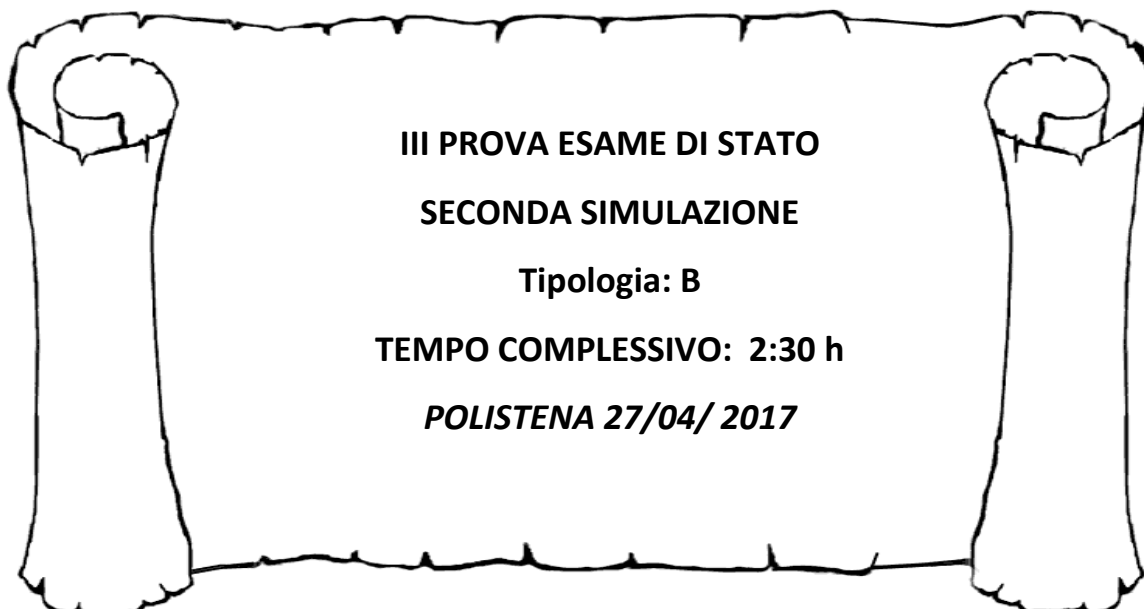 III PROVA ESAME DI STATO
SECONDA SIMULAZIONE
Tipologia: B
TEMPO COMPLESSIVO: 2:30 h
POLISTENA 27/04/ 2017